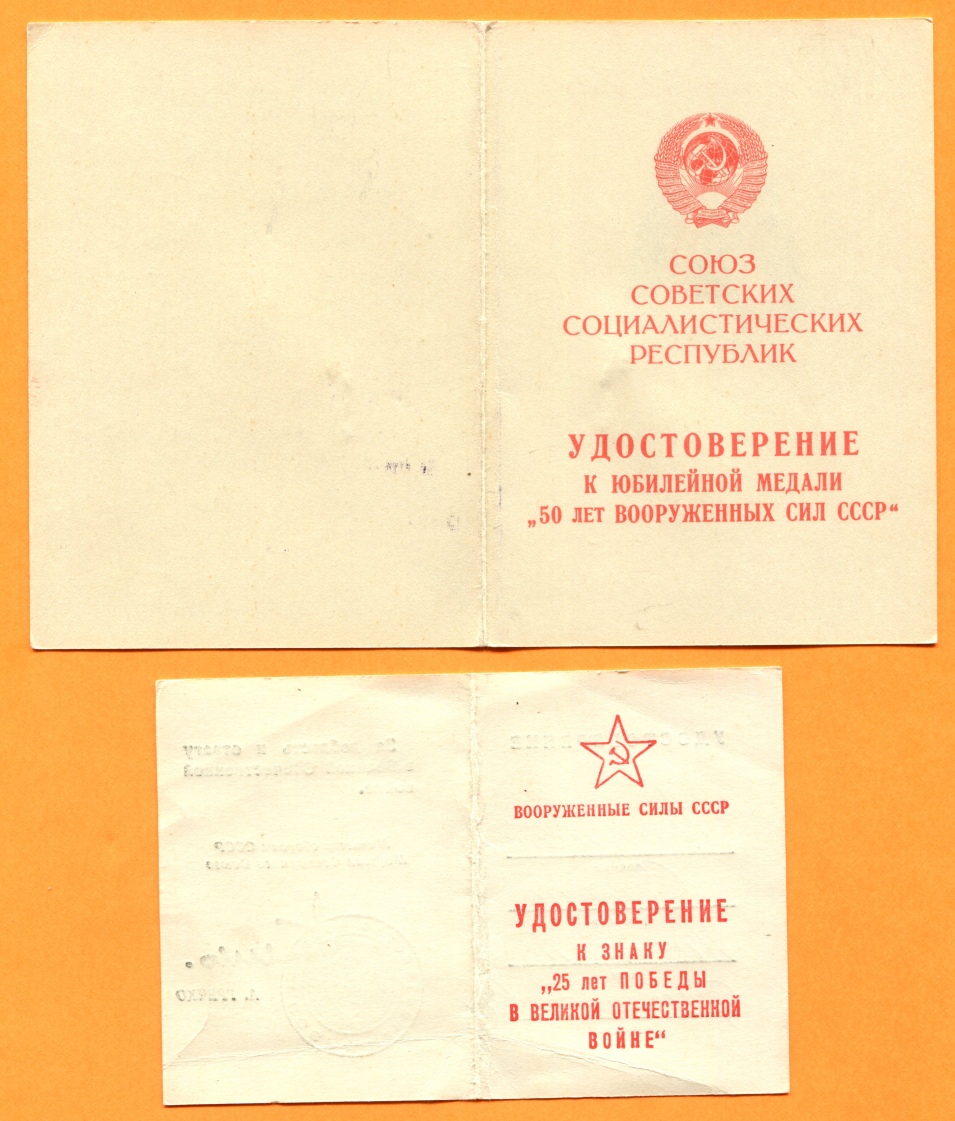 СОЮЗ
СОВЕТСКИХ
СОЦИАЛИСТИЧЕСКИХ
РЕСПУБЛИК
УДОСТОВЕРЕНИЕ
К ЮБИЛЕЙНОЙ МЕДАЛИ
„50 ЛЕТ ВООРУЖЕННЫХ СИЛ СССР“
ВООРУЖЕННЫЕ СИЛЫ СССР
УДОСТОВЕРЕНИЕ
К ЗНАКУ
„25 лет ПОБЕДЫ
В ВЕЛИКОЙ ОТЕЧЕСТВЕННОЙ
ВОЙНЕ“